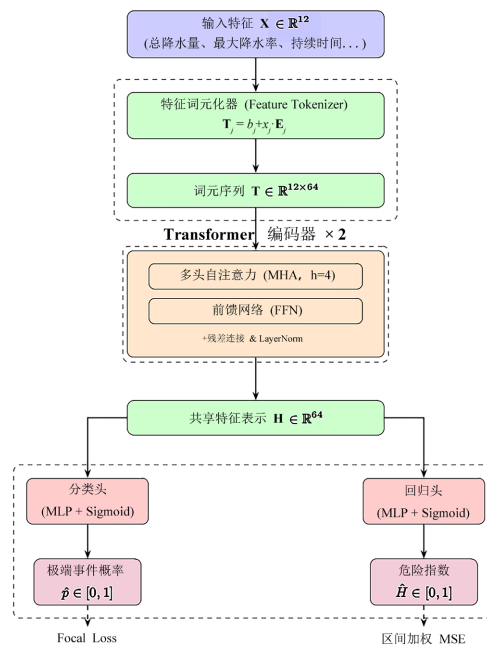 输入特征 X ∈ ℝ¹²
(总降水量、最大降水率、持续时间...)
特征词元化器 (Feature Tokenizer)
Tⱼ = bⱼ+xⱼ·Eⱼ
词元序列 T ∈ ℝ¹²ˣ⁶⁴
Transformer 编码器 × 2
多头自注意力 (MHA, h=4)
前馈网络 (FFN)
+残差连接 & LayerNorm
共享特征表示 H ∈ ℝ⁶⁴
分类头
(MLP + Sigmoid)
回归头
(MLP + Sigmoid)
极端事件概率
p̂ ∈ [0, 1]
危险指数
Ĥ ∈ [0, 1]
Focal Loss
区间加权 MSE